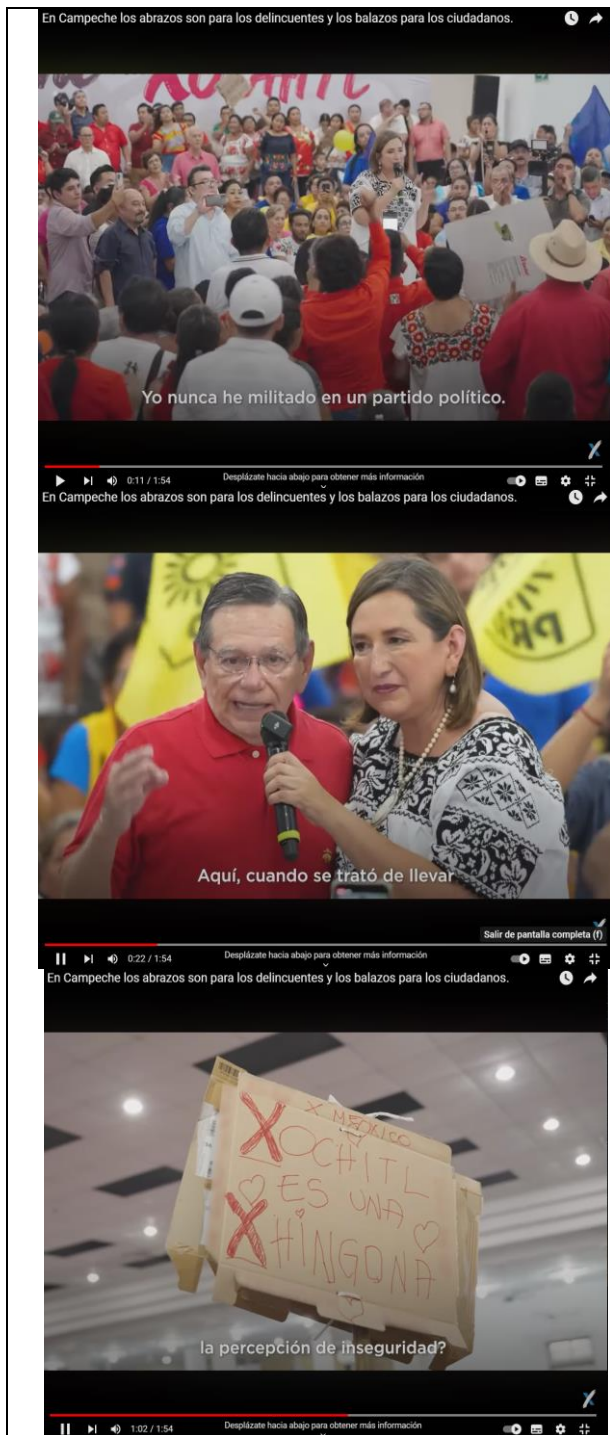 En Campeche los abrazos son para los delincuentes y los balazos para los ciudadanos.
XOCHITL
Yo nunca he militado en un partido político.
0:11 / 1:54
Desplázate hacia abajo para obtener más información
En Campeche los abrazos son para los delincuentes y los balazos para los ciudadanos.
PRD
Aquí, cuando se trató de llevar
Salir de pantalla completa (f)
0:22 / 1:54
Desplázate hacia abajo para obtener más información
En Campeche los abrazos son para los delincuentes y los balazos para los ciudadanos.
X MEXICO
XOCHITL
ES UNA
XHINGONA
la percepción de inseguridad?
1:02 / 1:54
Desplázate hacia abajo para obtener más información